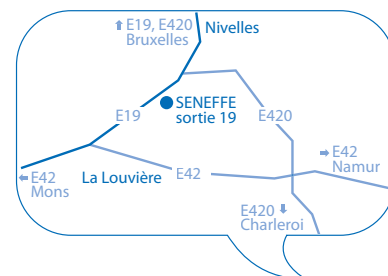 E19, E420
Bruxelles
Nivelles
SENEFFE
sortie 19
E19
E420
E42
Namur
E42
Mons
La Louvière
E42
E420
Charleroi